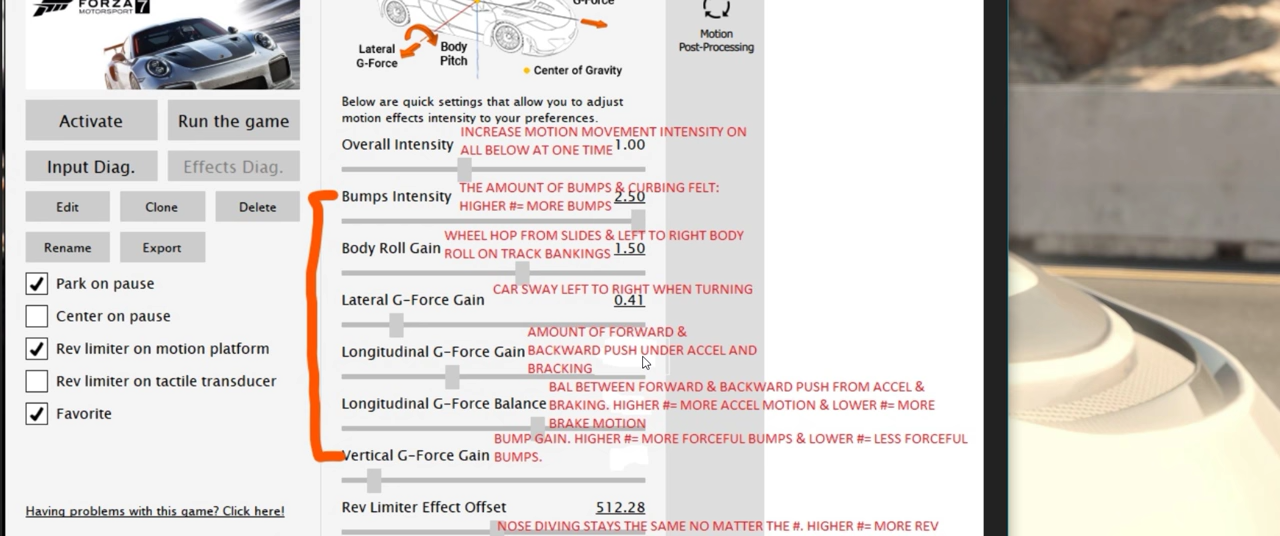 FORZA
MOTORSPORT 7
G-Force
Lateral
G-Force
Body
Pitch
Center of Gravity
Motion
Post-Processing
Activate
Run the game
Input Diag.
Effects Diag.
Edit
Clone
Delete
Rename
Export
Park on pause
Center on pause
Rev limiter on motion platform
Rev limiter on tactile transducer
Favorite
Having problems with this game? Click here!
Below are quick settings that allow you to adjust
motion effects intensity to your preferences.
INCREASE MOTION MOVEMENT INTENSITY ON
ALL BELOW AT ONE TIME
Overall Intensity 1.00
THE AMOUNT OF BUMPS & CURBING FELT:
HIGHER #= MORE BUMPS
Bumps Intensity 2.50
WHEEL HOP FROM SLIDES & LEFT TO RIGHT BODY
ROLL ON TRACK BANKINGS
Body Roll Gain 1.50
CAR SWAY LEFT TO RIGHT WHEN TURNING
Lateral G-Force Gain 0.41
AMOUNT OF FORWARD &
BACKWARD PUSH UNDER ACCEL AND
BRACKING
Longitudinal G-Force Gain
BAL BETWEEN FORWARD & BACKWARD PUSH FROM ACCEL &
BRAKING. HIGHER #= MORE ACCEL MOTION & LOWER #= MORE
BRAKE MOTION
Longitudinal G-Force Balance
BUMP GAIN. HIGHER #= MORE FORCEFUL BUMPS & LOWER #= LESS FORCEFUL
BUMPS.
Vertical G-Force Gain
Rev Limiter Effect Offset 512.28
NOSE DIVING STAYS THE SAME NO MATTER THE #. HIGHER #= MORE REV